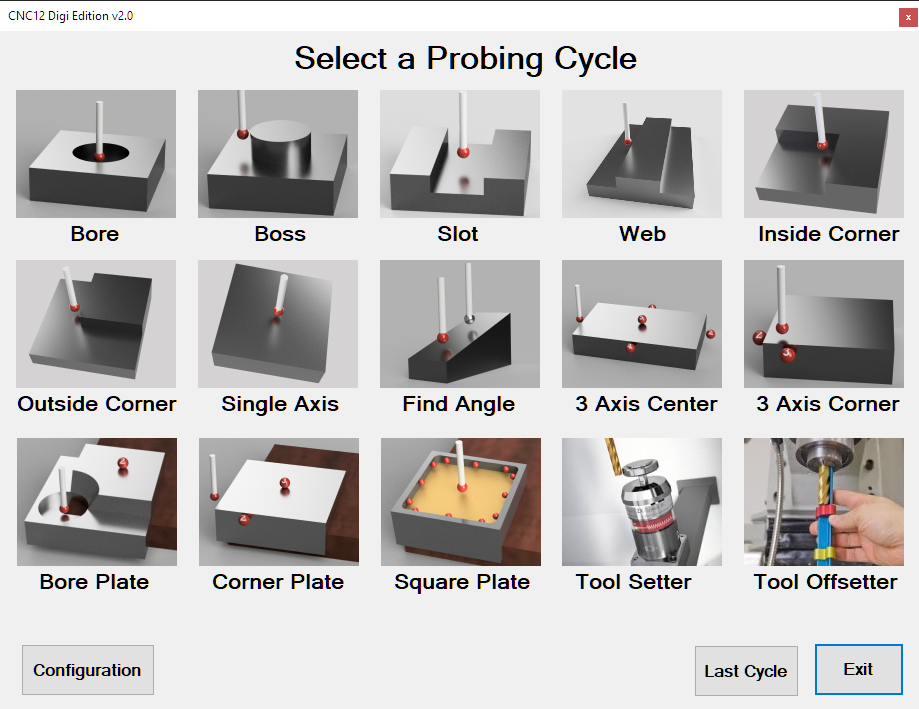 CNC12 Digi Edition v2.0
x
Select a Probing Cycle
Bore
Boss
Slot
Web
Inside Corner
Outside Corner
Single Axis
Find Angle
3 Axis Center
3 Axis Corner
Bore Plate
Corner Plate
Square Plate
Tool Setter
Tool Offsetter
Configuration
Last Cycle
Exit